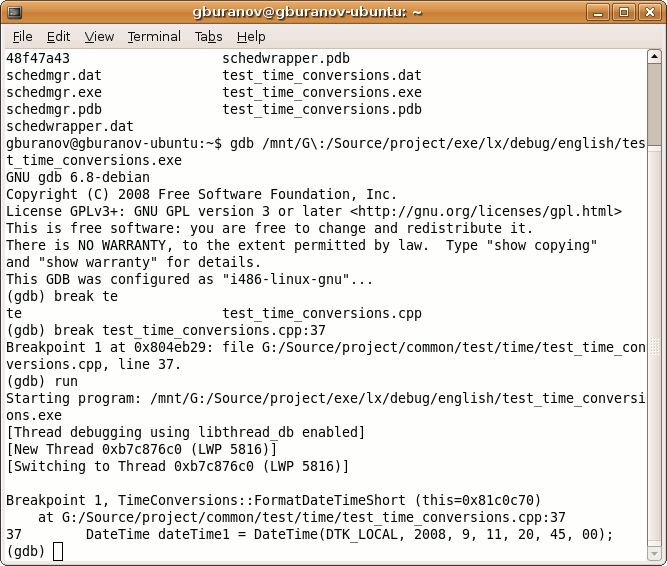 gburanov@gburanov-ubuntu: ~
File Edit View Terminal Tabs Help
48f47a43 schedwrapper.pdb
schedmgr.dat test_time_conversions.dat
schedmgr.exe test_time_conversions.exe
schedmgr.pdb test_time_conversions.pdb
schedwrapper.dat
gburanov@gburanov-ubuntu:~$ gdb /mnt/G\:/Source/project/exe/lx/debug/english/tes
t_time_conversions.exe
GNU gdb 6.8-debian
Copyright (C) 2008 Free Software Foundation, Inc.
License GPLv3+: GNU GPL version 3 or later <http://gnu.org/licenses/gpl.html>
This is free software: you are free to change and redistribute it.
There is NO WARRANTY, to the extent permitted by law.  Type "show copying"
and "show warranty" for details.
This GDB was configured as "i486-linux-gnu"...
(gdb) break te
te test_time_conversions.cpp
(gdb) break test_time_conversions.cpp:37
Breakpoint 1 at 0x804eb29: file G:/Source/project/common/test/time/test_time_con
versions.cpp, line 37.
(gdb) run
Starting program: /mnt/G:/Source/project/exe/lx/debug/english/test_time_conversi
ons.exe
[Thread debugging using libthread_db enabled]
[New Thread 0xb7c876c0 (LWP 5816)]
[Switching to Thread 0xb7c876c0 (LWP 5816)]
Breakpoint 1, TimeConversions::FormatDateTimeShort (this=0x81c0c70)
at G:/Source/project/common/test/time/test_time_conversions.cpp:37
37 DateTime dateTime1 = DateTime(DTK_LOCAL, 2008, 9, 11, 20, 45, 00);
(gdb)